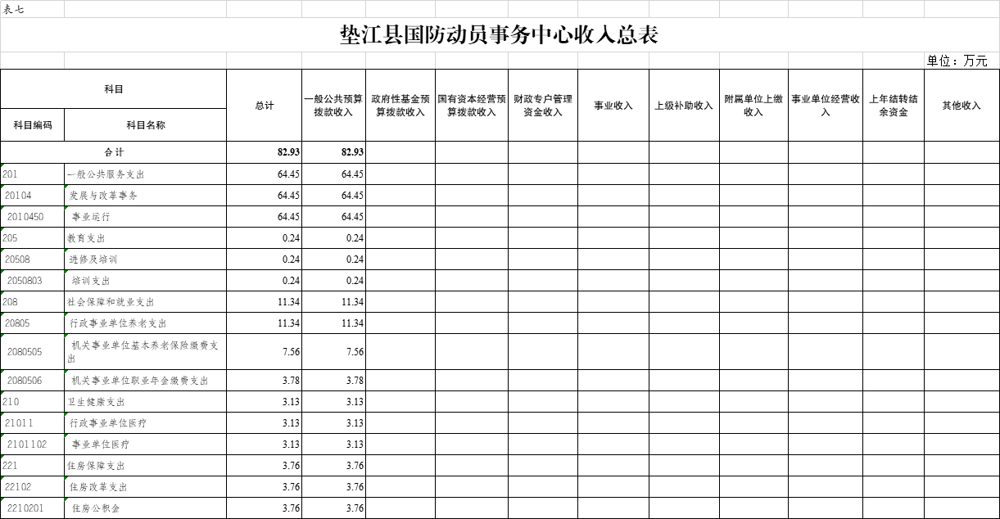 表七
垫江县国防动员事务中心收入总表
单位：万元
科目 总计 一般公共预算拨款收入 政府性基金预算拨款收入 国有资本经营预算拨款收入 财政专户管理资金收入 事业收入 上级补助收入 附属单位上缴收入 事业单位经营收入 上年结转结余资金 其他收入
科目编码 科目名称
合计 82.93 82.93
201 一般公共服务支出 64.45 64.45
20104 发展与改革事务 64.45 64.45
2010450 事业运行 64.45 64.45
205 教育支出 0.24 0.24
20508 进修及培训 0.24 0.24
2050803 培训支出 0.24 0.24
208 社会保障和就业支出 11.34 11.34
20805 行政事业单位养老支出 11.34 11.34
2080505 机关事业单位基本养老保险缴费支出 7.56 7.56
2080506 机关事业单位职业年金缴费支出 3.78 3.78
210 卫生健康支出 3.13 3.13
21011 行政事业单位医疗 3.13 3.13
2101102 事业单位医疗 3.13 3.13
221 住房保障支出 3.76 3.76
22102 住房改革支出 3.76 3.76
2210201 住房公积金 3.76 3.76